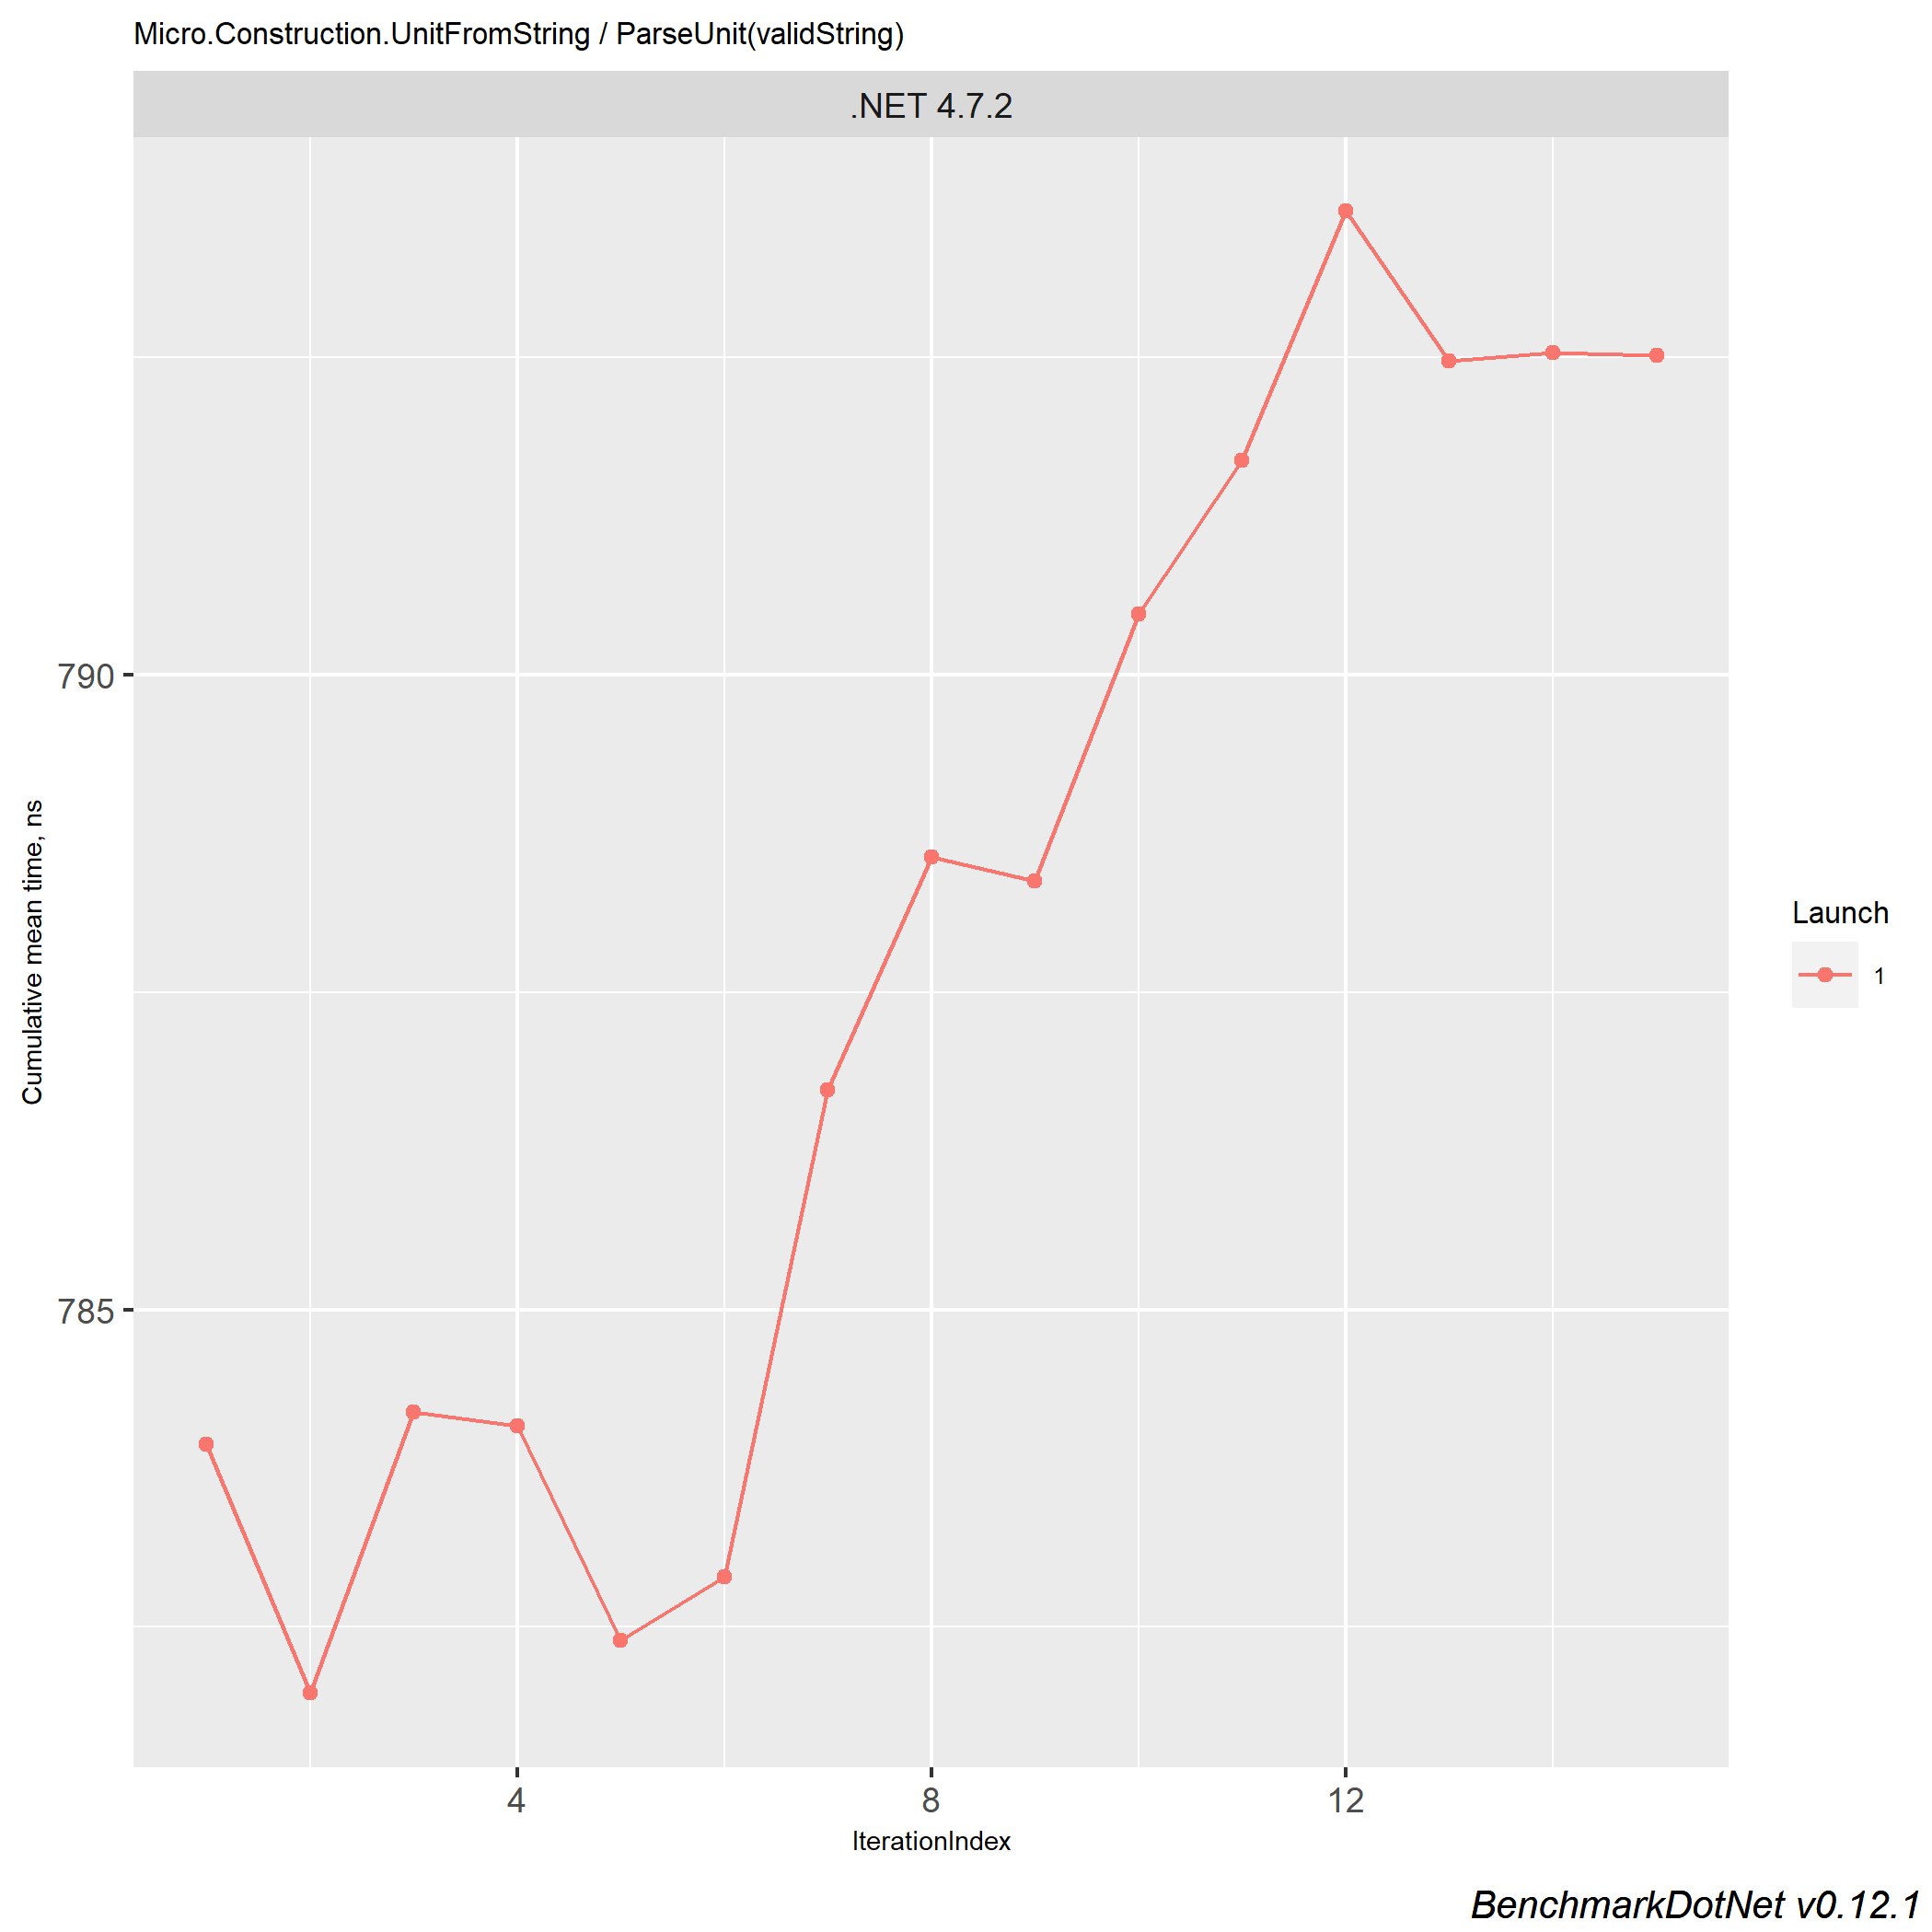 Micro.Construction.UnitFromString / ParseUnit(validString)
.NET 4.7.2
790
785
Cumulative mean time, ns
4 8 12
IterationIndex
Launch
1
BenchmarkDotNet v0.12.1